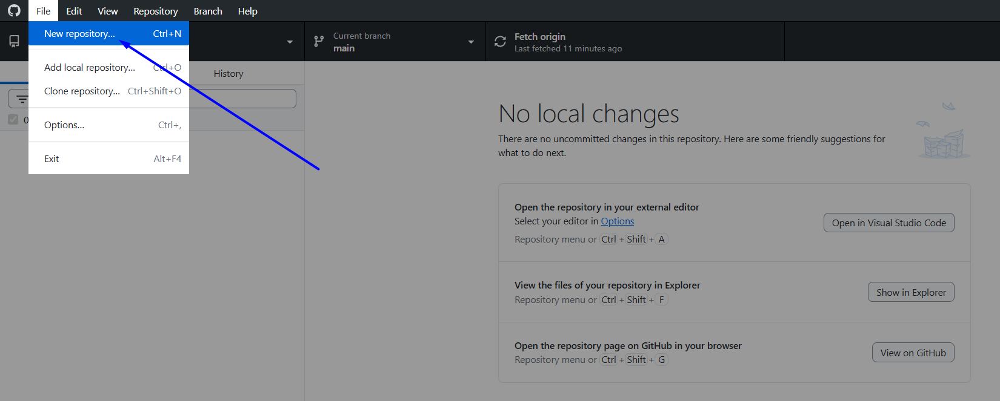 File Edit View Repository Branch Help
New repository... Ctrl+N
Current branch
main
Fetch origin
Last fetched 11 minutes ago
Add local repository... Ctrl+O
History
Clone repository... Ctrl+Shift+O
0
Options... Ctrl+,
Exit Alt+F4
No local changes
There are no uncommitted changes in this repository. Here are some friendly suggestions for
what to do next.
Open the repository in your external editor
Select your editor in Options
Repository menu or Ctrl + Shift + A
Open in Visual Studio Code
View the files of your repository in Explorer
Repository menu or Ctrl + Shift + F
Show in Explorer
Open the repository page on GitHub in your browser
Repository menu or Ctrl + Shift + G
View on GitHub